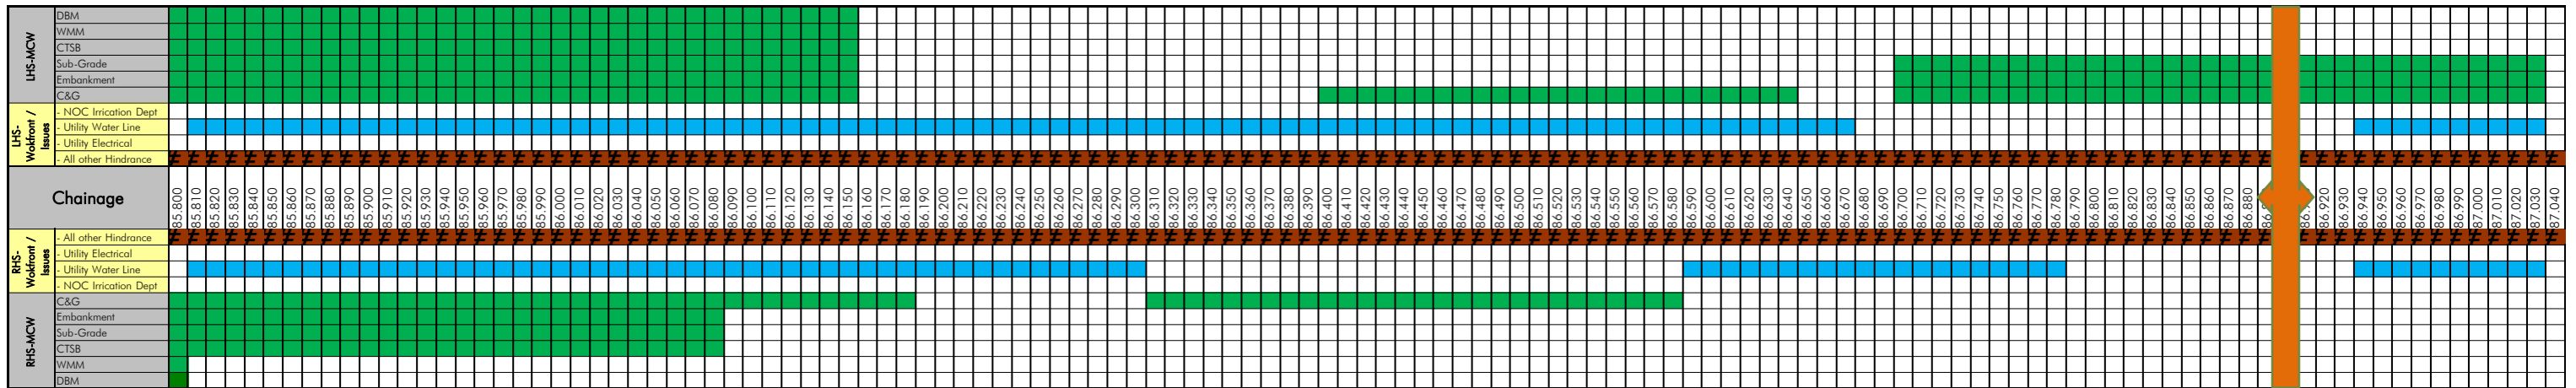 LHS-MCW
DBM
WMM
CTSB
Sub-Grade
Embankment
C&G
LHS-
Wokfront /
Issues
- NOC Irrication Dept
- Utility Water Line
- Utility Electrical
- All other Hindrance
Chainage
85.800 85.810 85.820 85.830 85.840 85.850 85.860 85.870 85.880 85.890 85.900 85.910 85.920 85.930 85.940 85.950 85.960 85.970 85.980 85.990 86.000 86.010 86.020 86.030 86.040 86.050 86.060 86.070 86.080 86.090 86.100 86.110 86.120 86.130 86.140 86.150 86.160 86.170 86.180 86.190 86.200 86.210 86.220 86.230 86.240 86.250 86.260 86.270 86.280 86.290 86.300 86.310 86.320 86.330 86.340 86.350 86.360 86.370 86.380 86.390 86.400 86.410 86.420 86.430 86.440 86.450 86.460 86.470 86.480 86.490 86.500 86.510 86.520 86.530 86.540 86.550 86.560 86.570 86.580 86.590 86.600 86.610 86.620 86.630 86.640 86.650 86.660 86.670 86.680 86.690 86.700 86.710 86.720 86.730 86.740 86.750 86.760 86.770 86.780 86.790 86.800 86.810 86.820 86.830 86.840 86.850 86.860 86.870 86.880 86.920 86.930 86.940 86.950 86.960 86.970 86.980 86.990 87.000 87.010 87.020 87.030 87.040
RHS-
Wokfront /
Issues
- All other Hindrance
- Utility Electrical
- Utility Water Line
- NOC Irrication Dept
RHS-MCW
C&G
Embankment
Sub-Grade
CTSB
WMM
DBM